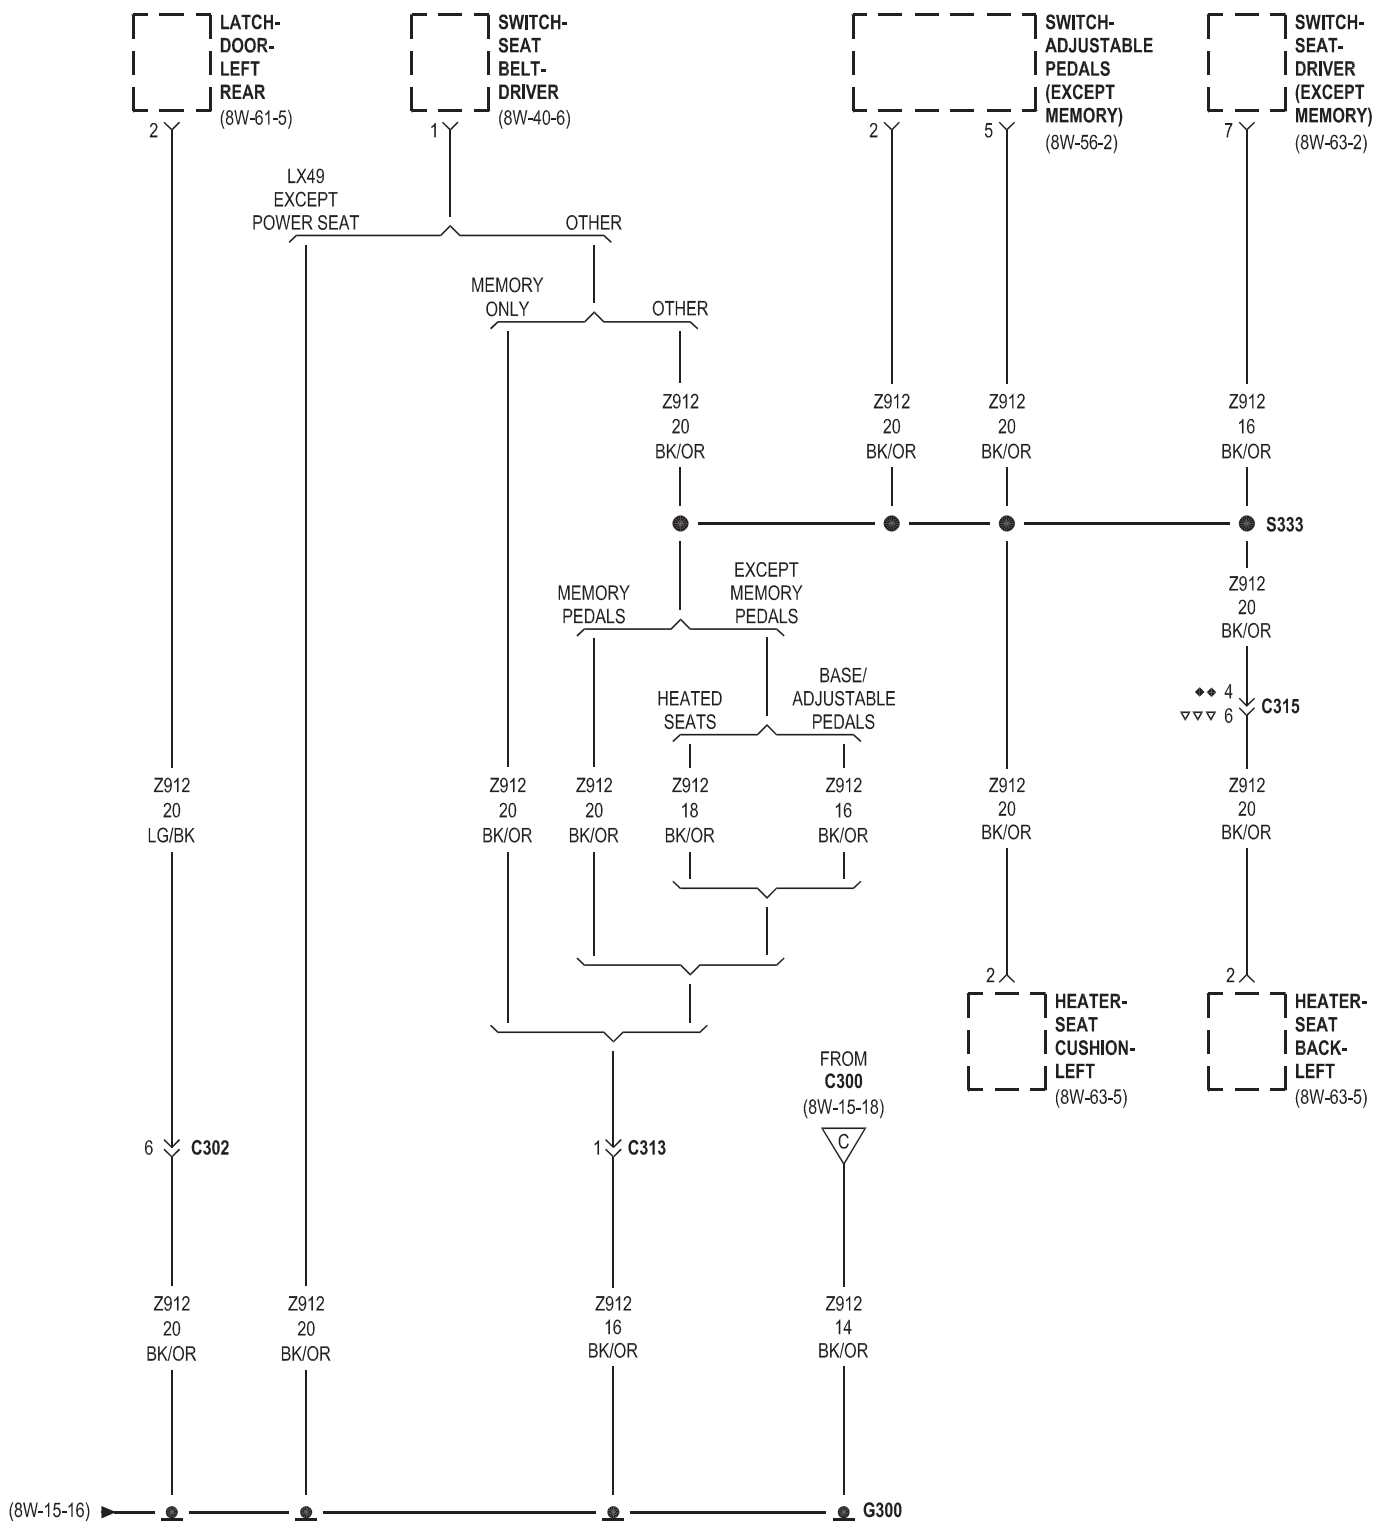 LATCH-
DOOR-
LEFT
REAR
(8W-61-5)
2
SWITCH-
SEAT
BELT-
DRIVER
(8W-40-6)
1
SWITCH-
ADJUSTABLE
PEDALS
(EXCEPT
MEMORY)
(8W-56-2)
2
5
SWITCH-
SEAT-
DRIVER
(EXCEPT
MEMORY)
(8W-63-2)
7
LX49
EXCEPT
POWER SEAT
OTHER
MEMORY
ONLY
OTHER
Z912
20
BK/OR
Z912
20
BK/OR
Z912
20
BK/OR
Z912
16
BK/OR
S333
MEMORY
PEDALS
EXCEPT
MEMORY
PEDALS
Z912
20
BK/OR
HEATED
SEATS
BASE/
ADJUSTABLE
PEDALS
4
6
C315
Z912
20
LG/BK
Z912
20
BK/OR
Z912
20
BK/OR
Z912
18
BK/OR
Z912
16
BK/OR
Z912
20
BK/OR
Z912
20
BK/OR
2
HEATER-
SEAT
CUSHION-
LEFT
(8W-63-5)
2
HEATER-
SEAT
BACK-
LEFT
(8W-63-5)
FROM
C300
(8W-15-18)
C
6
C302
1
C313
Z912
20
BK/OR
Z912
20
BK/OR
Z912
16
BK/OR
Z912
14
BK/OR
(8W-15-16)
G300